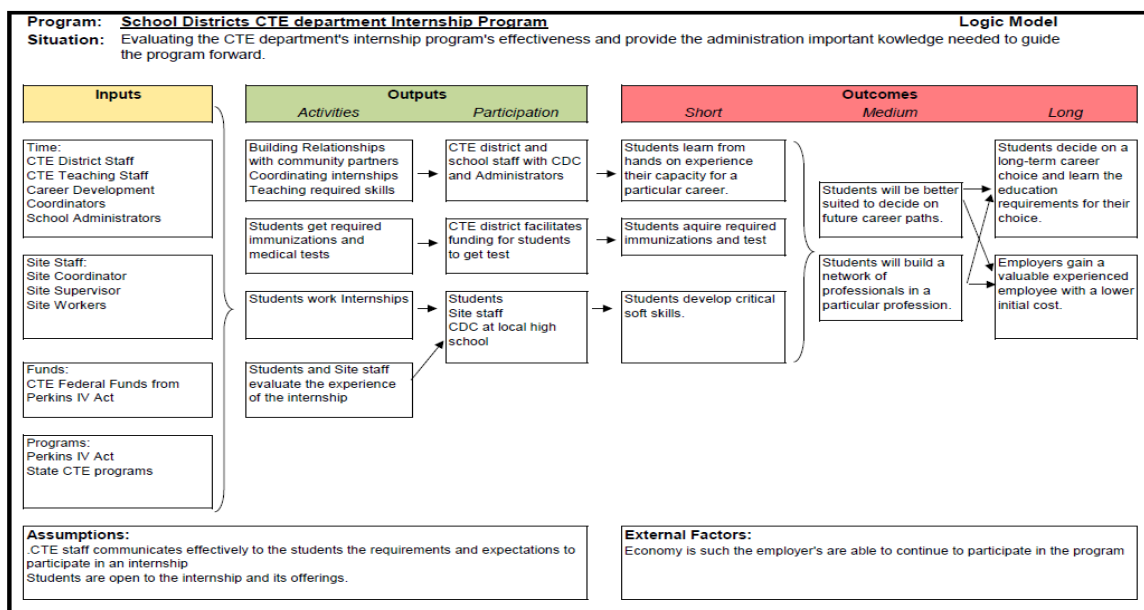 Program: School Districts CTE department Internship Program Logic Model
Situation: Evaluating the CTE department's internship program's effectiveness and provide the administration important kowledge needed to guide
the program forward.
Inputs
Outputs
Activities Participation
Outcomes
Short Medium Long
Time:
CTE District Staff
CTE Teaching Staff
Career Development
Coordinators
School Administrators
Site Staff:
Site Coordinator
Site Supervisor
Site Workers
Funds:
CTE Federal Funds from
Perkins IV Act
Programs:
Perkins IV Act
State CTE programs
Building Relationships
with community partners
Coordinating internships
Teaching required skills
Students get required
immunizations and
medical tests
Students work Internships
Students and Site staff
evaluate the experience
of the internship
CTE district and
school staff with CDC
and Administrators
CTE district facilitates
funding for students
to get test
Students
Site staff
CDC at local high
school
Students learn from
hands on experience
their capacity for a
particular career.
Students aquire required
immunizations and test
Students develop critical
soft skills.
Students will be better
suited to decide on
future career paths.
Students will build a
network of
professionals in a
particular profession.
Students decide on a
long-term career
choice and learn the
education
requirements for their
choice.
Employers gain a
valuable experienced
employee with a lower
initial cost.
Assumptions:
.CTE staff communicates effectively to the students the requirements and expectations to
participate in an internship
Students are open to the internship and its offerings.
External Factors:
Economy is such the employer's are able to continue to participate in the program